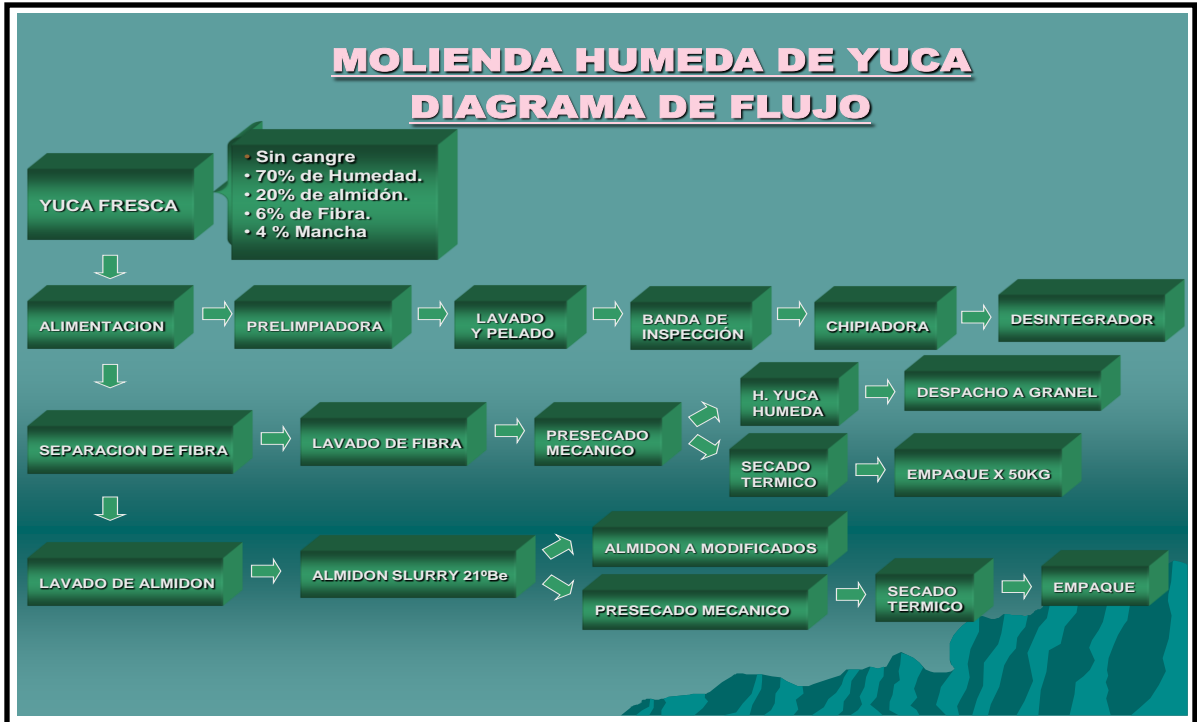 MOLIENDA HUMEDA DE YUCA
DIAGRAMA DE FLUJO
YUCA FRESCA
• Sin cangre
• 70% de Humedad.
• 20% de almidón.
• 6% de Fibra.
• 4 % Mancha
ALIMENTACION
PRELIMPIADORA
LAVADO
Y PELADO
BANDA DE
INSPECCIÓN
CHIPIADORA
DESINTEGRADOR
SEPARACION DE FIBRA
LAVADO DE FIBRA
PRESECADO
MECANICO
H. YUCA
HUMEDA
DESPACHO A GRANEL
SECADO
TERMICO
EMPAQUE X 50KG
LAVADO DE ALMIDON
ALMIDON SLURRY 21ºBe
ALMIDON A MODIFICADOS
PRESECADO MECANICO
SECADO
TERMICO
EMPAQUE